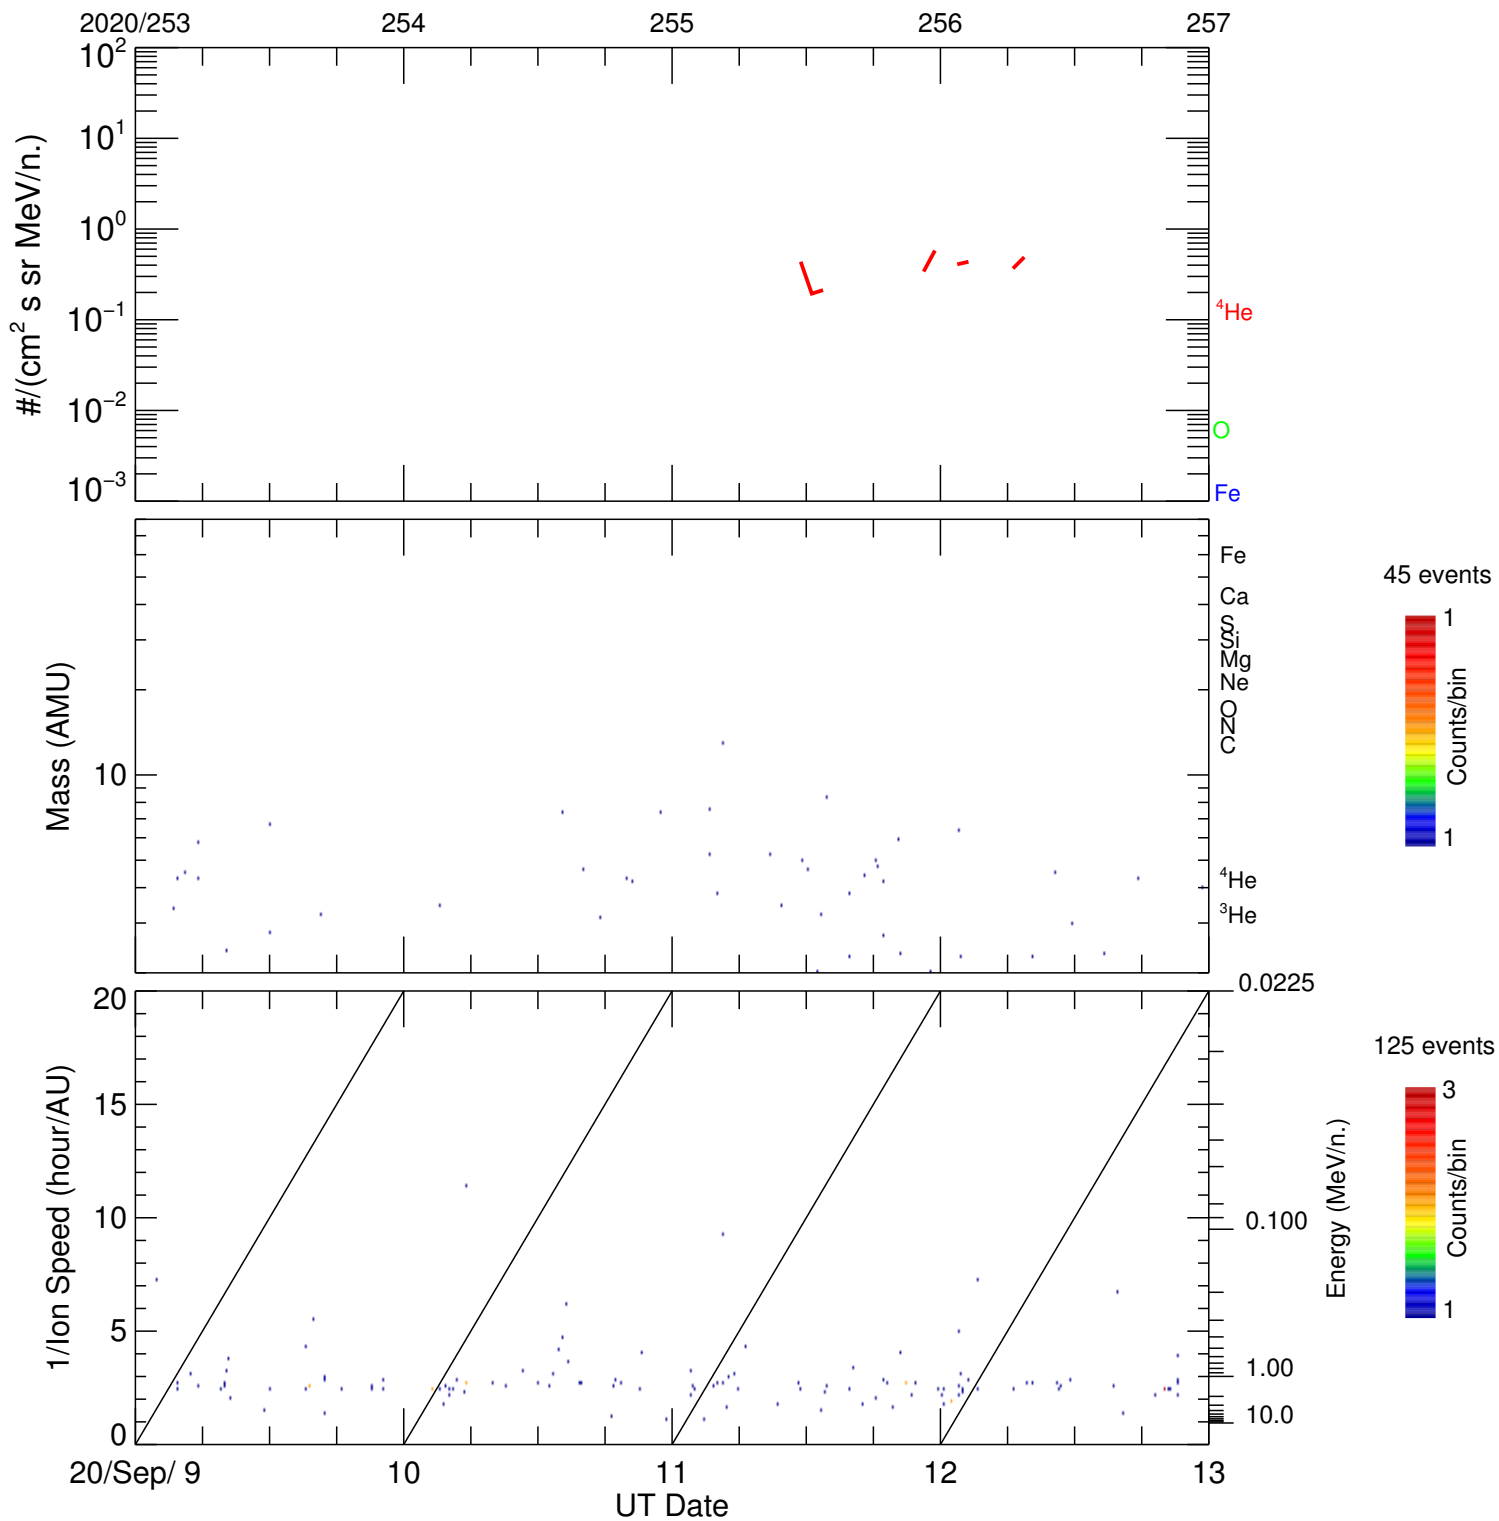 2020/253 254 255 256 257
10^2
10^1
10^0
10^-1
10^-2
10^-3
#/(cm^2 s sr MeV/n.)
^4He
O
Fe
Mass (AMU)
10
Fe
Ca
S
Si
Mg
Ne
O
N
C
^4He
^3He
45 events
1
Counts/bin
1
1/Ion Speed (hour/AU)
20
15
10
5
0
0.0225
0.100
1.00
10.0
Energy (MeV/n.)
125 events
3
Counts/bin
1
20/Sep/ 9 10 11 12 13
UT Date